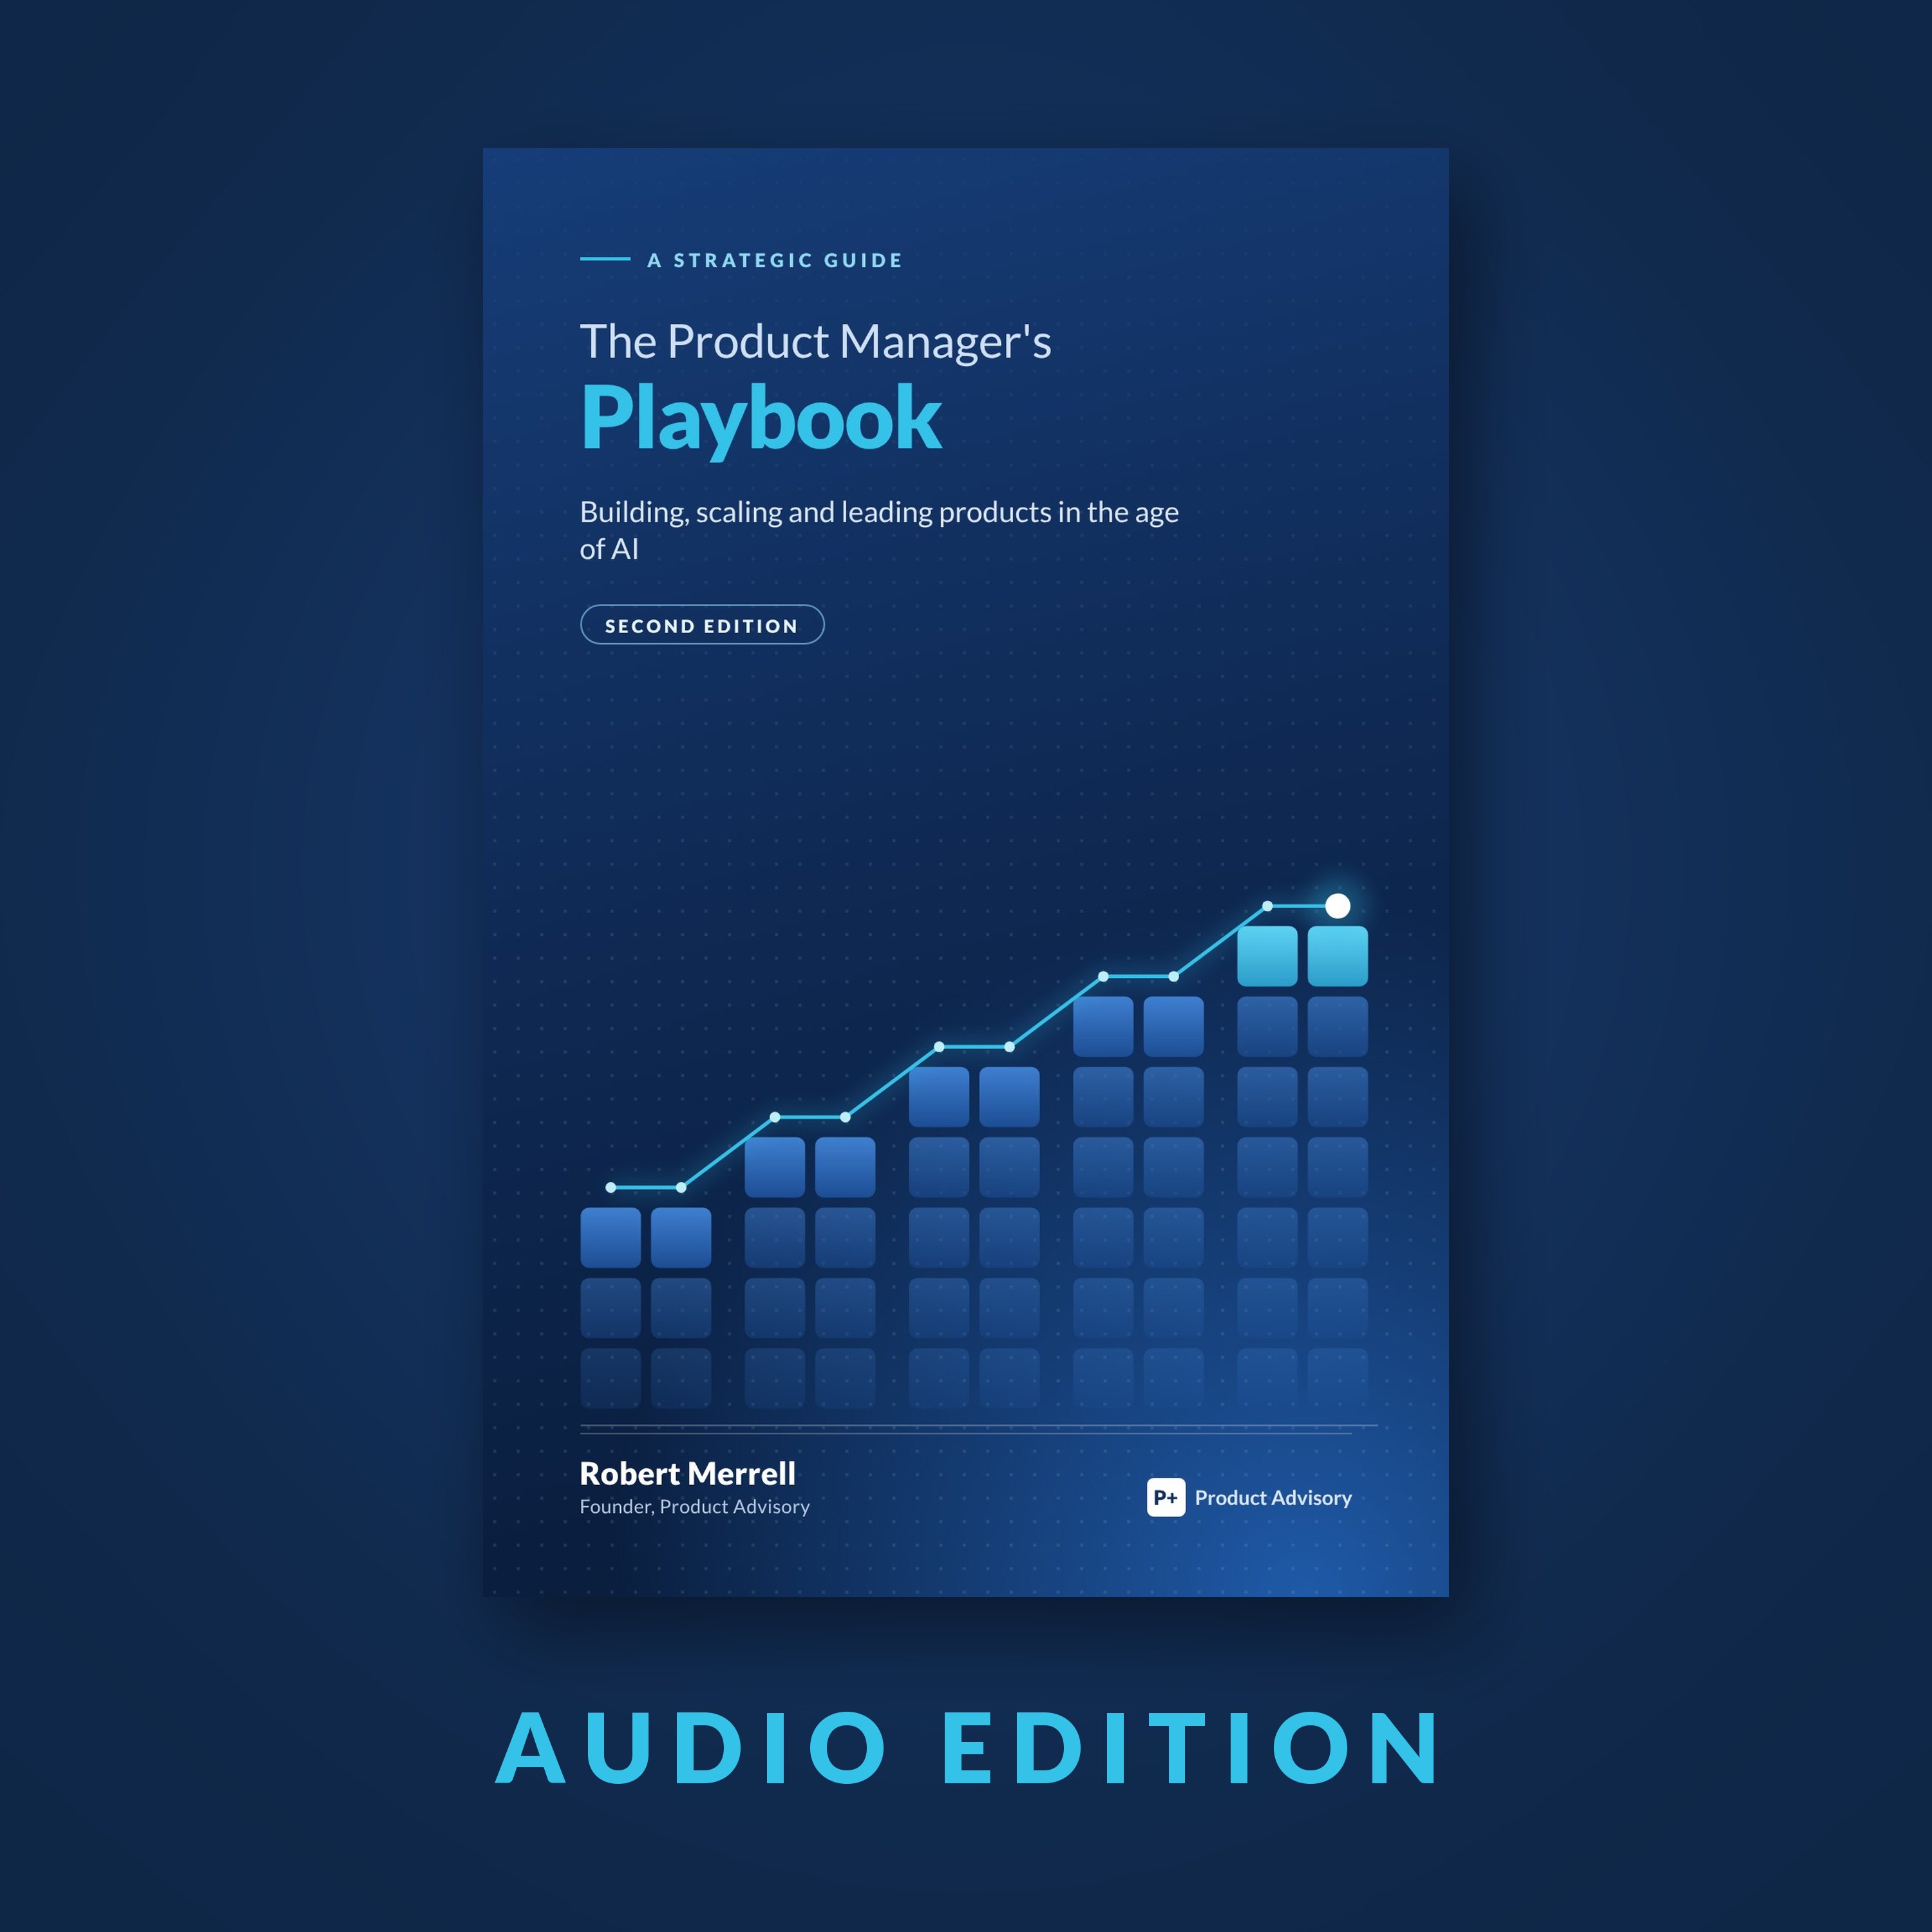 A STRATEGIC GUIDE
The Product Manager's
Playbook
Building, scaling and leading products in the age
of AI
SECOND EDITION
Robert Merrell
Founder, Product Advisory
P+ Product Advisory
AUDIO EDITION